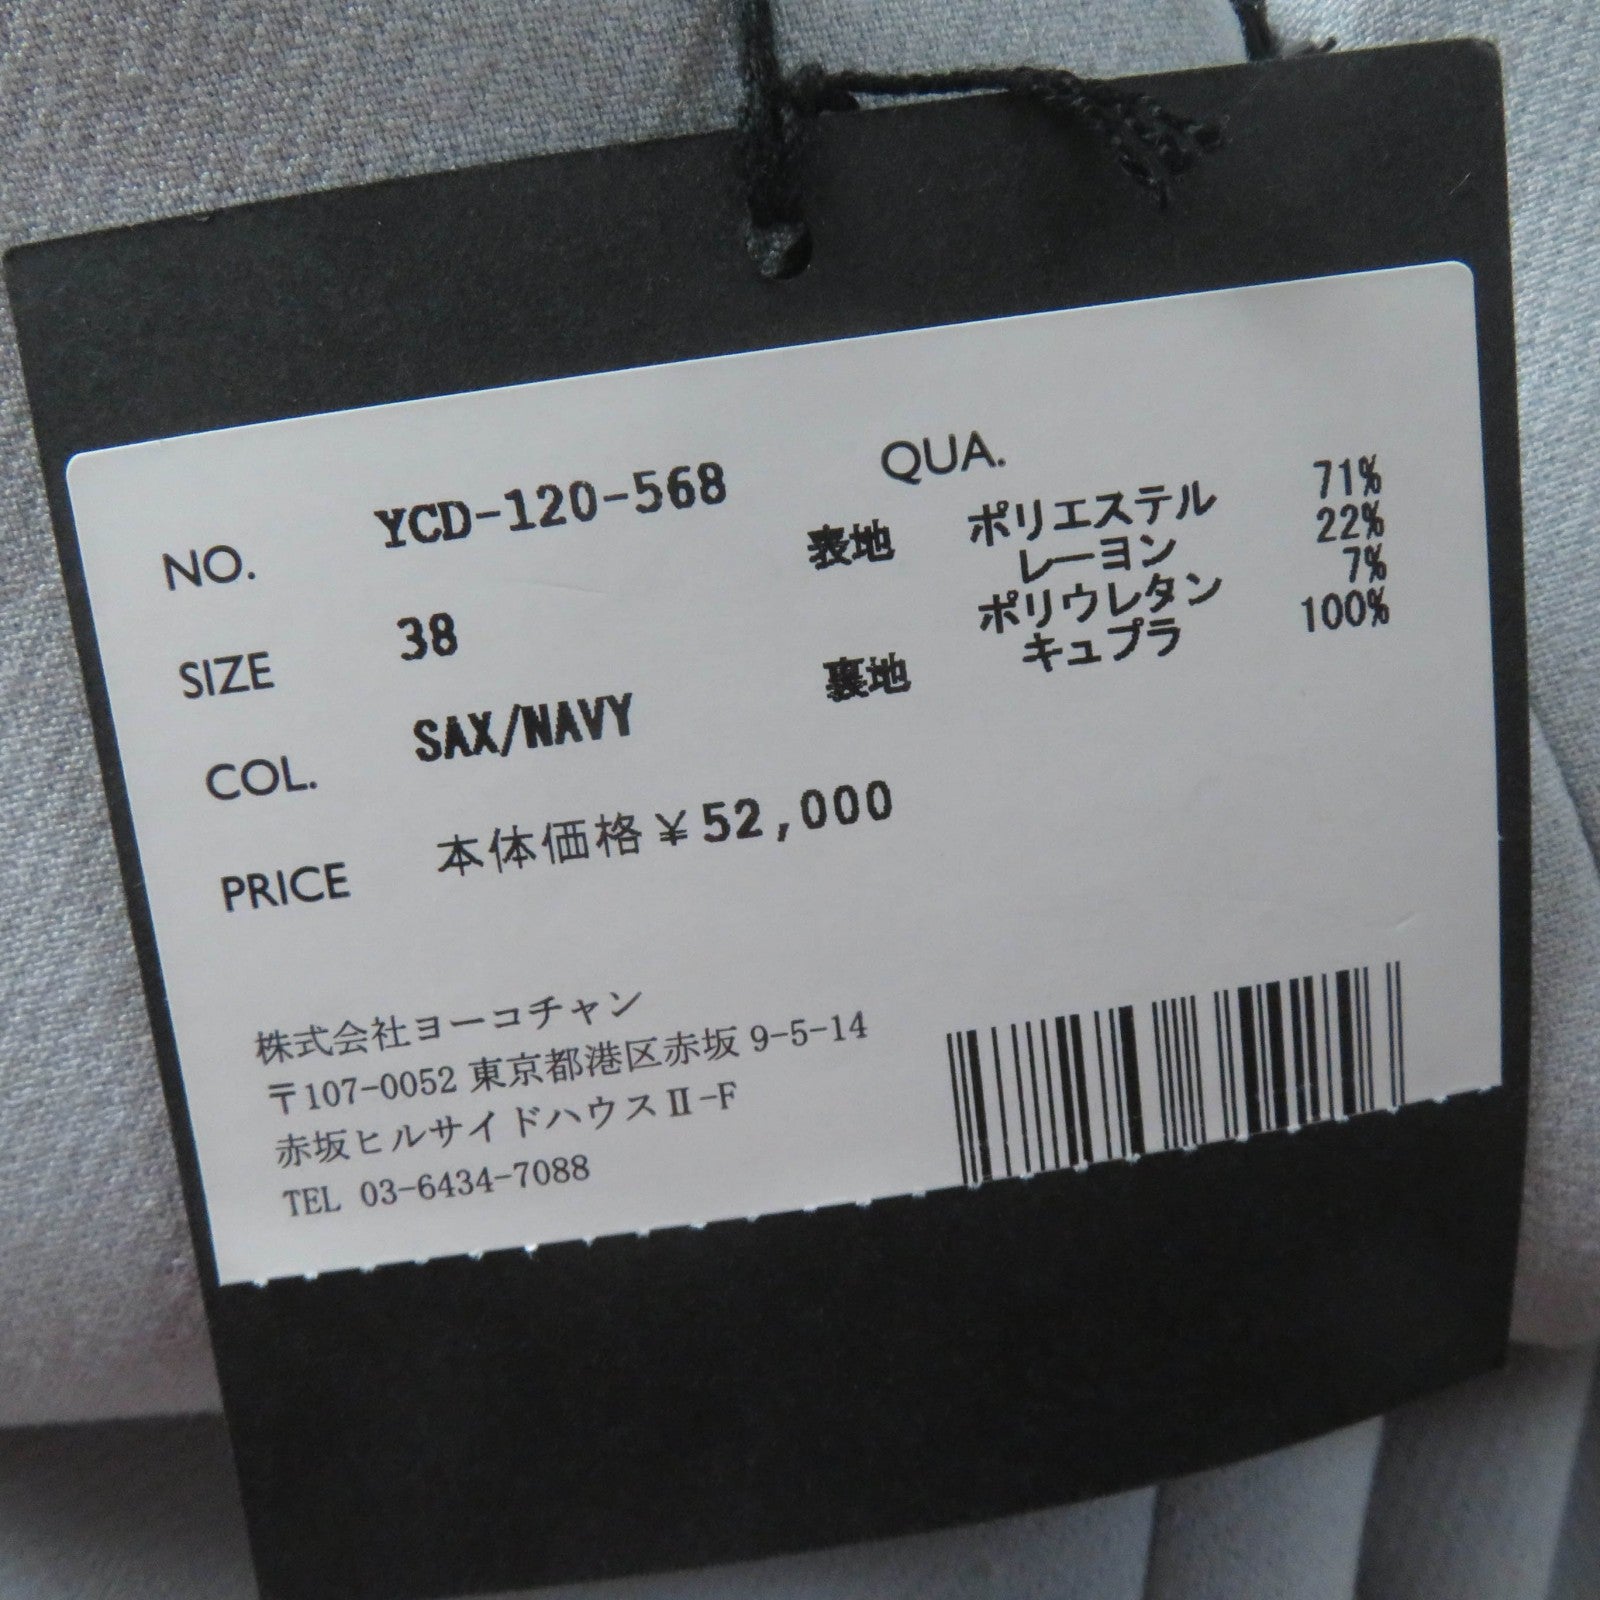 NO. YCD-120-568
SIZE 38
COL. SAX/NAVY
PRICE 本体価格¥52,000
QUA.
表地 ポリエステル 71%
レーヨン 22%
ポリウレタン 7%
裏地 キュプラ 100%
株式会社ヨーコチャン
〒107-0052 東京都港区赤坂 9-5-14
赤坂ヒルサイドハウスⅡ-F
TEL 03-6434-7088